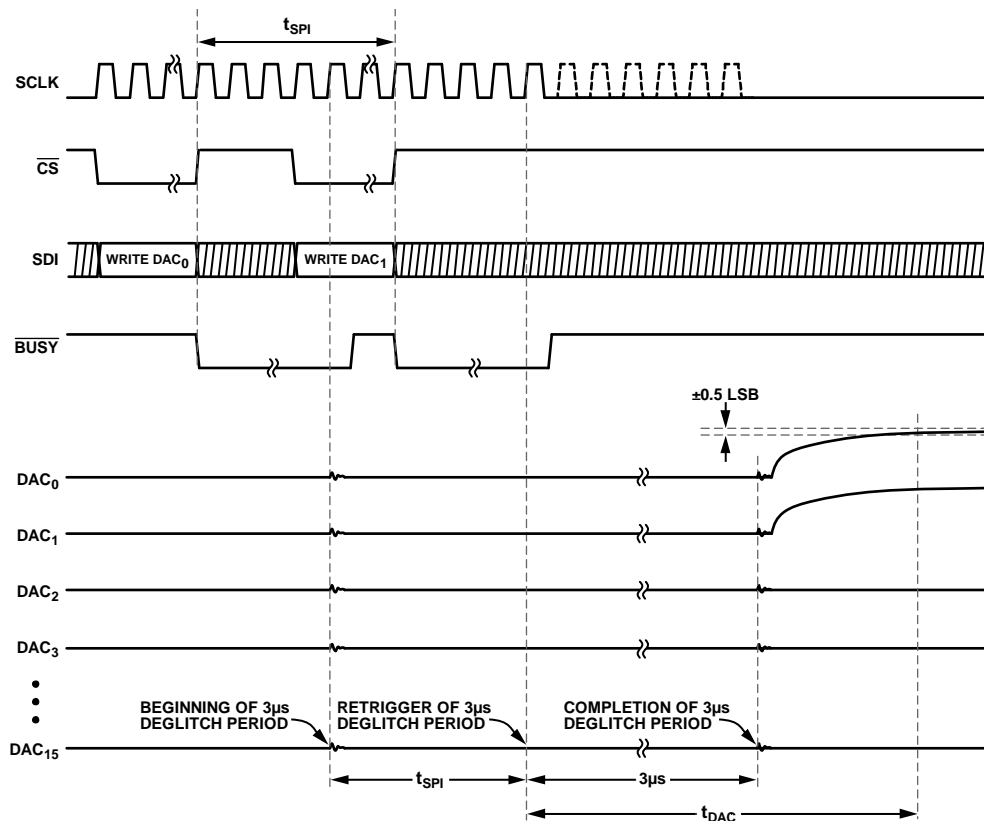 tSPI
SCLK
CS
SDI
WRITE DAC0
WRITE DAC1
BUSY
±0.5 LSB
DAC0
DAC1
DAC2
DAC3
BEGINNING OF 3µs
DEGLITCH PERIOD
RETRIGGER OF 3µs
DEGLITCH PERIOD
COMPLETION OF 3µs
DEGLITCH PERIOD
DAC15
tSPI
3µs
tDAC